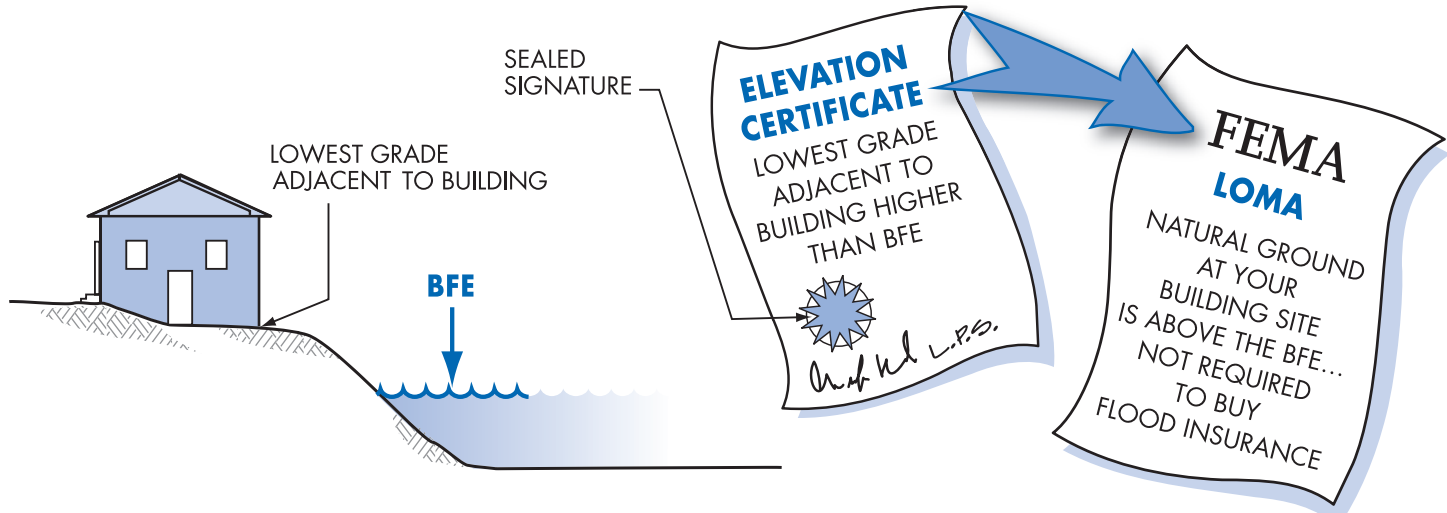 LOWEST GRADE
ADJACENT TO BUILDING
BFE
SEALED
SIGNATURE
ELEVATION
CERTIFICATE
LOWEST GRADE
ADJACENT TO
BUILDING HIGHER
THAN BFE
L.P.S.
FEMA
LOMA
NATURAL GROUND
AT YOUR
BUILDING SITE
IS ABOVE THE BFE...
NOT REQUIRED
TO BUY
FLOOD INSURANCE